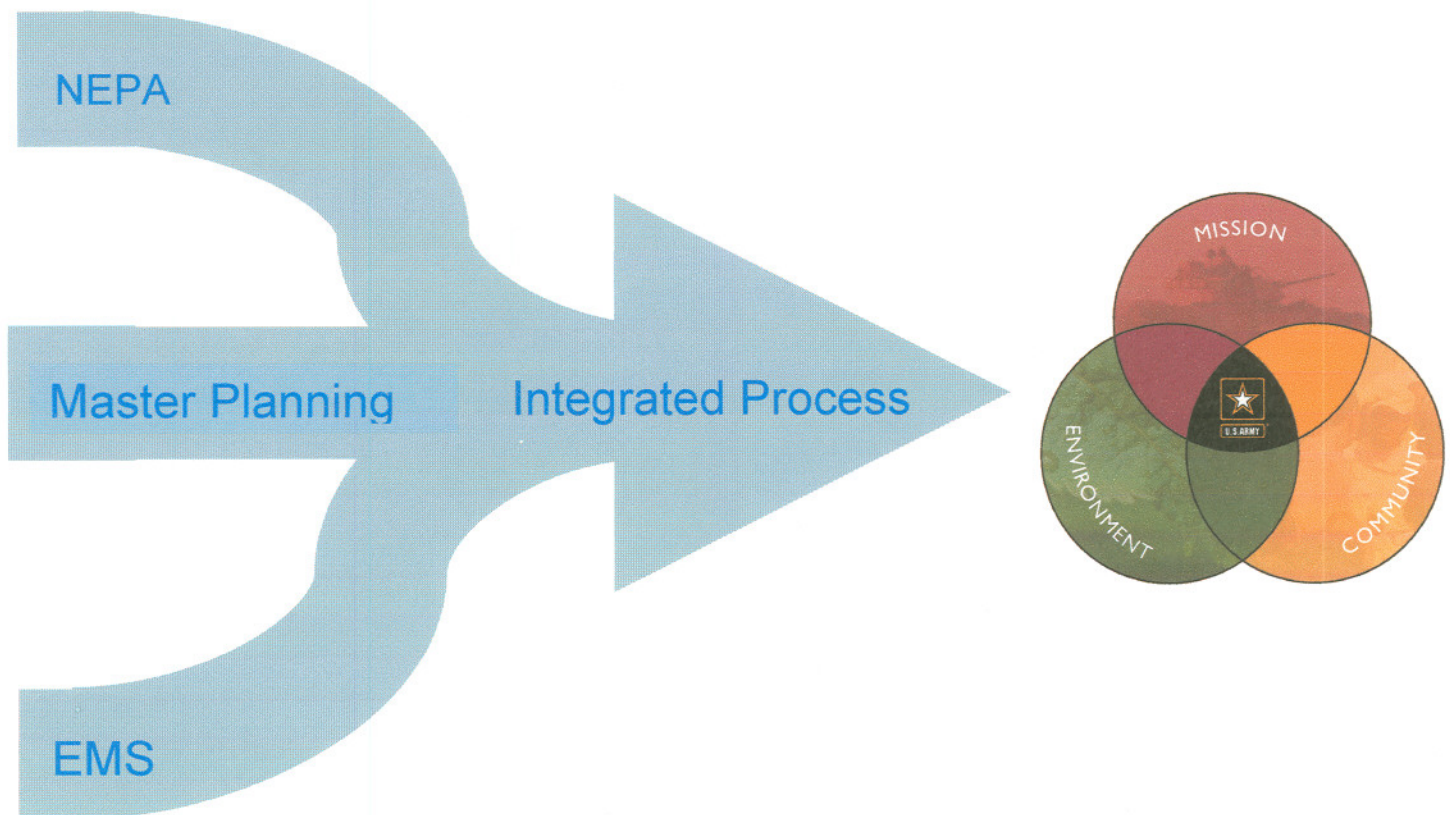 NEPA
MISSION
Master Planning
Integrated Process
U.S.ARMY
ENVIRONMENT
COMMUNITY
EMS